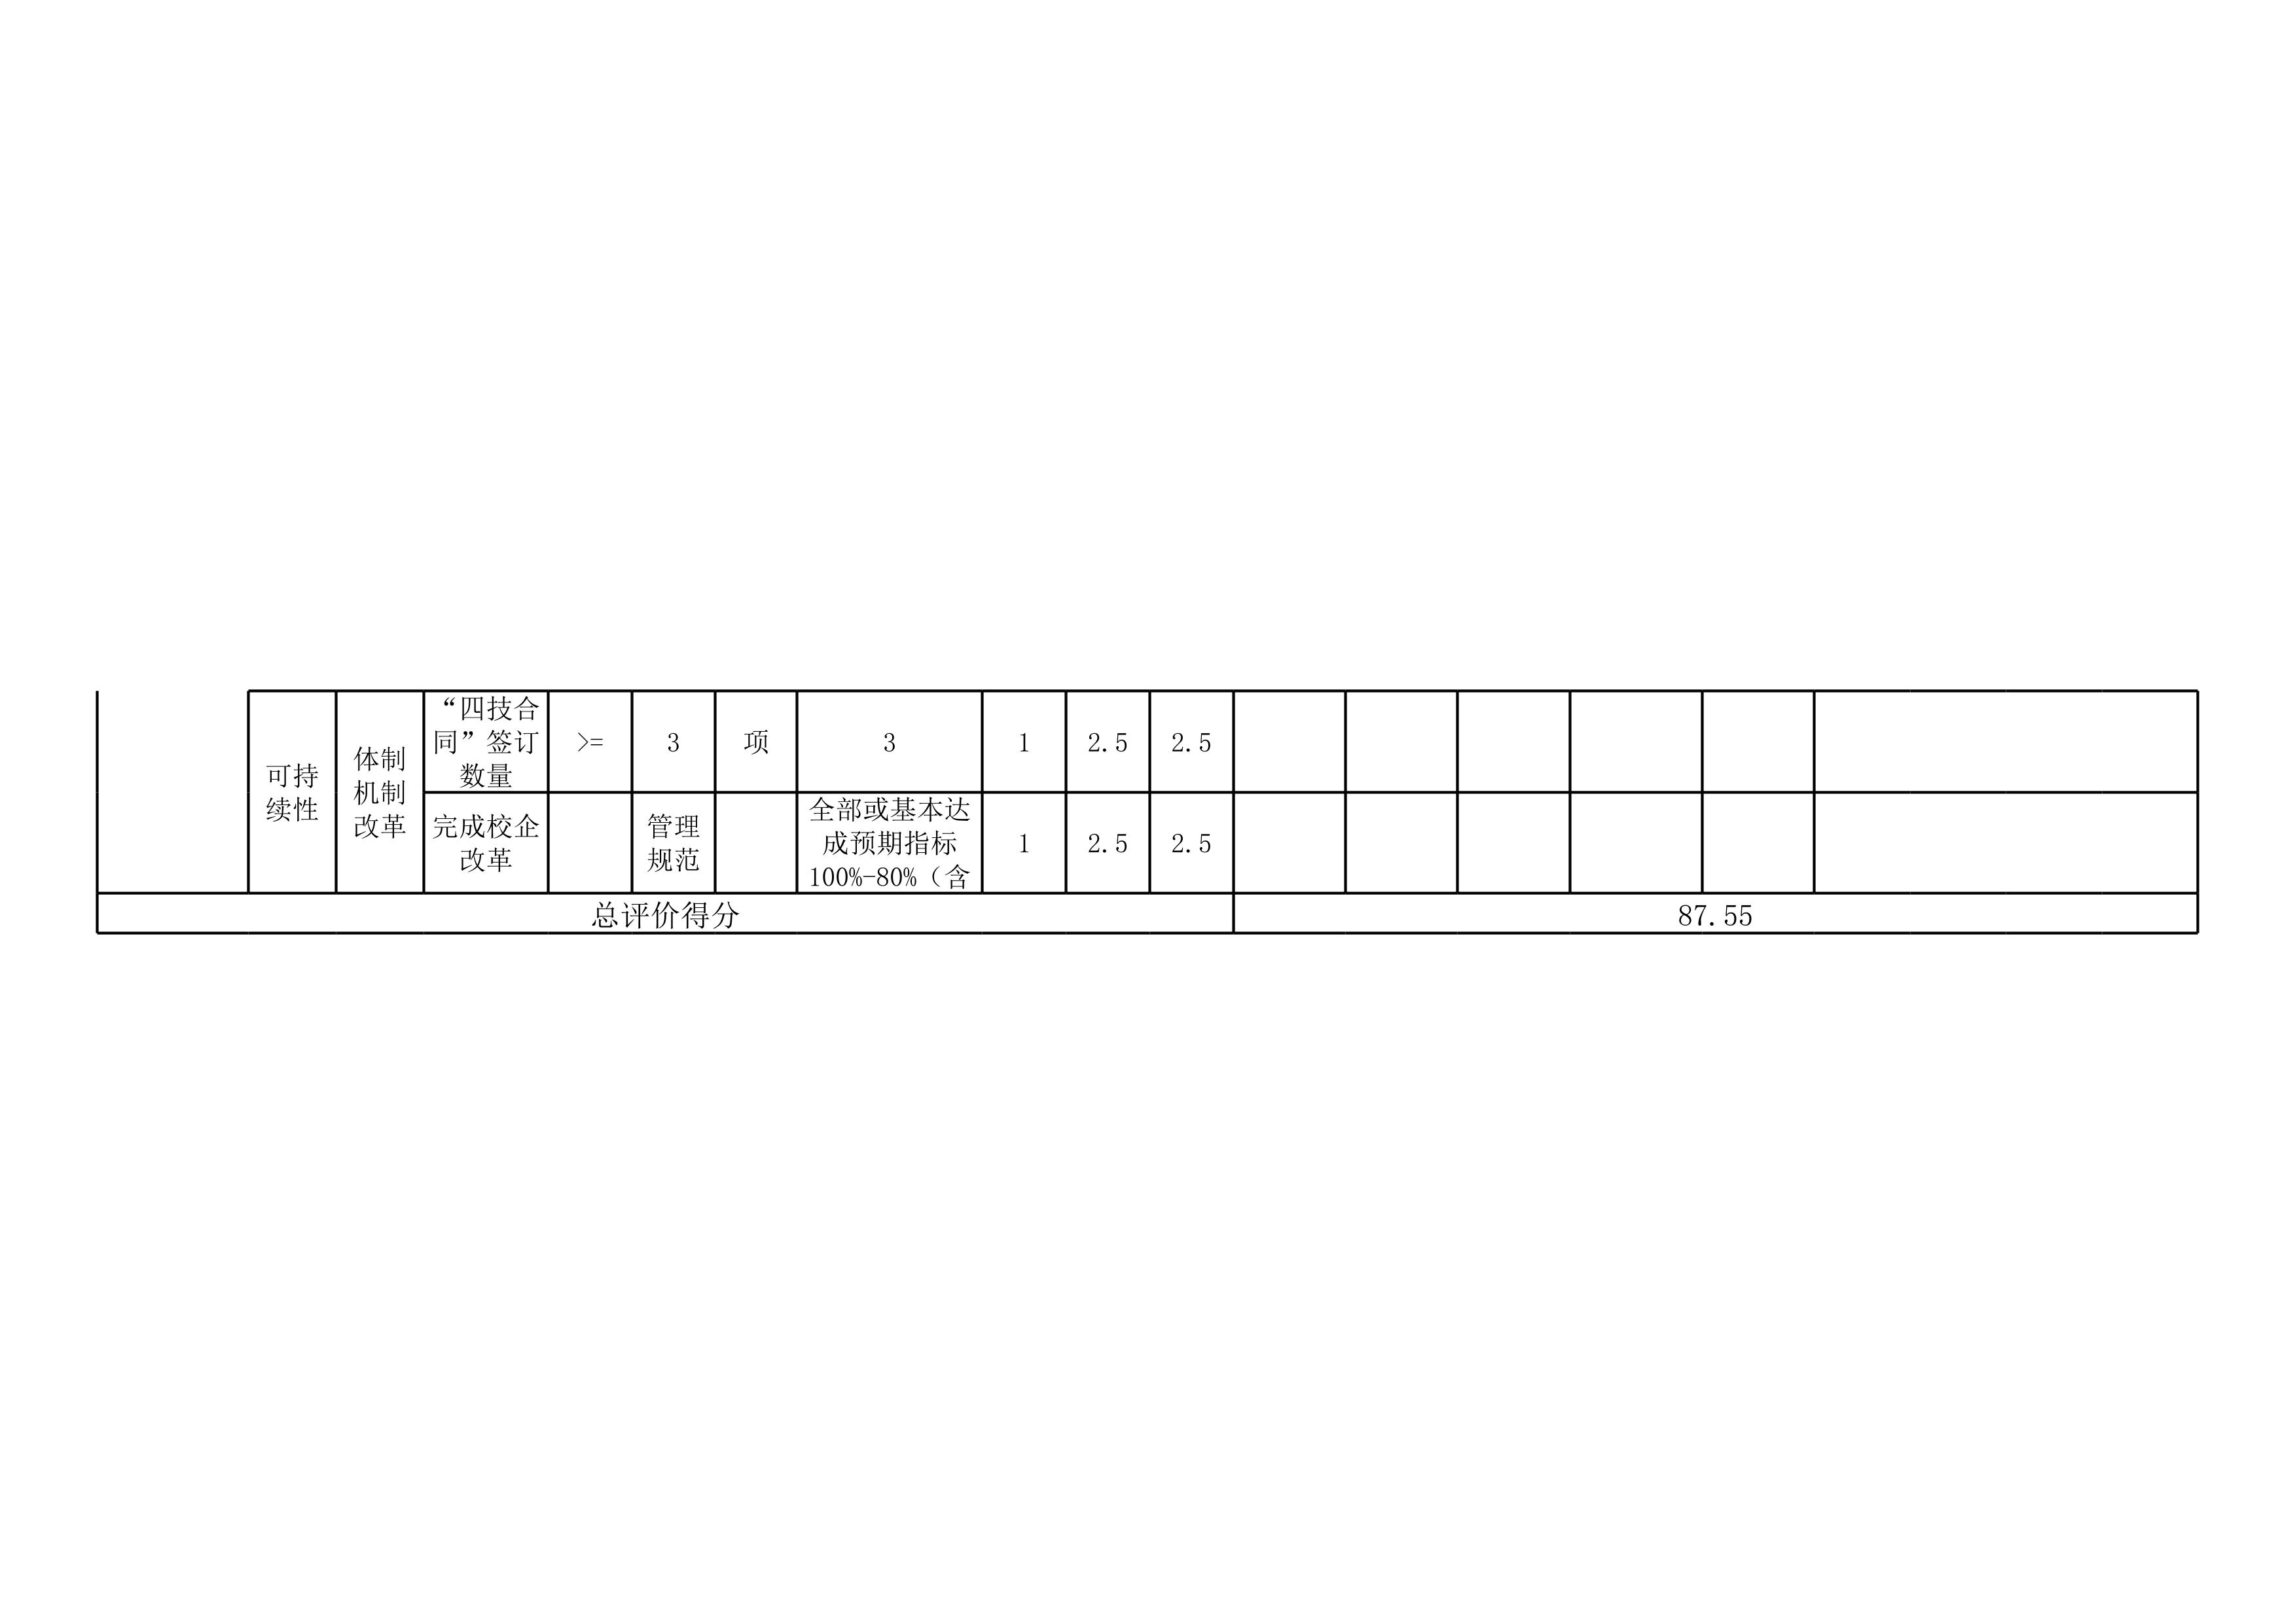 可持
续性
体制
机制
改革
“四技合
同”签订
数量
>=
3
项
3
1
2.5
2.5
完成校企
改革
管理
规范
全部或基本达
成预期指标
100%-80%（含
1
2.5
2.5
总评价得分
87.55